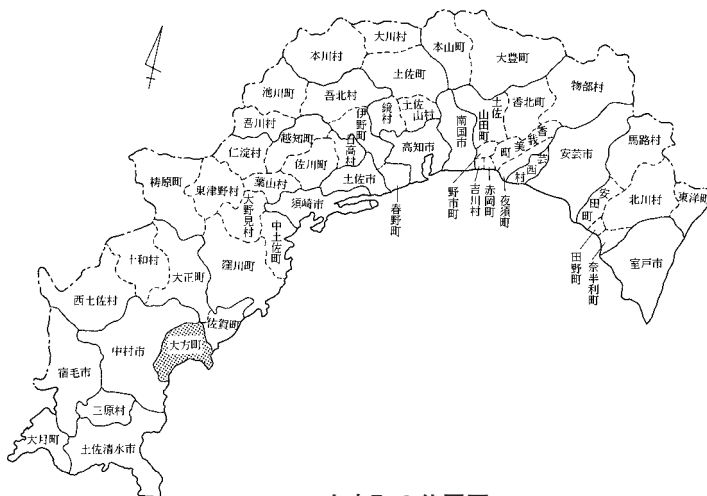 大川村
本山町
大豊町
本川村
土佐町
物部村
池川町
吾北村
伊野町
鏡村
土佐山村
南国市
土佐山田町
香北町
吾川村
越知町
日高村
高知市
香我美町
安芸市
馬路村
仁淀村
佐川町
土佐市
芸西村
梼原町
東津野村
葉山村
須崎市
春野町
野市町
吉川村
赤岡町
夜須町
安田町
北川村
東洋町
大野見村
中土佐町
田野町
奈半利町
室戸市
十和村
大正町
窪川町
西土佐村
佐賀町
大方町
中村市
宿毛市
三原村
大月町
土佐清水市